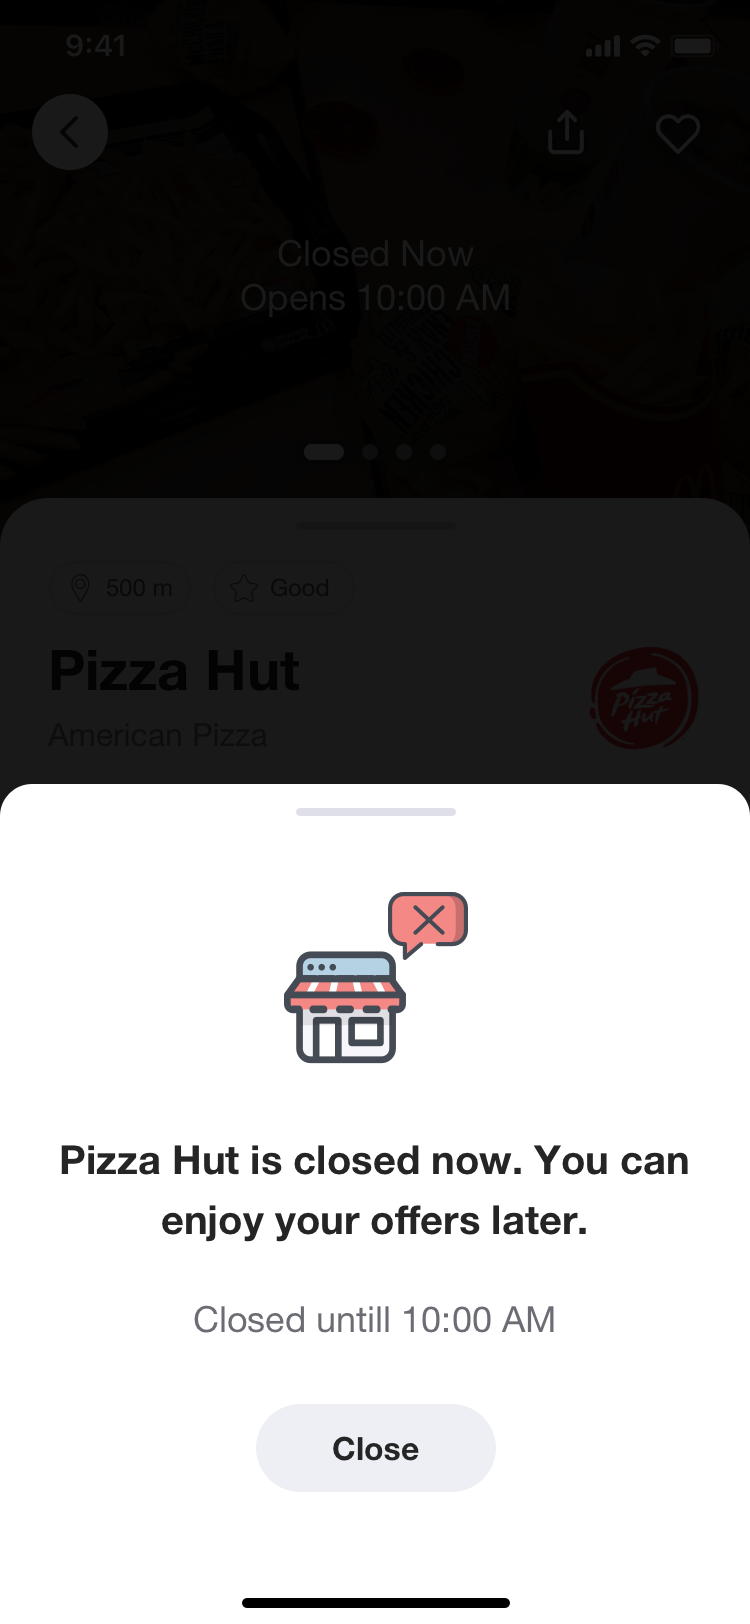 9:41
Closed Now
Opens 10:00 AM
500 m
Good
Pizza Hut
American Pizza
Pizza
Hut
Pizza Hut is closed now. You can
enjoy your offers later.
Closed untill 10:00 AM
Close